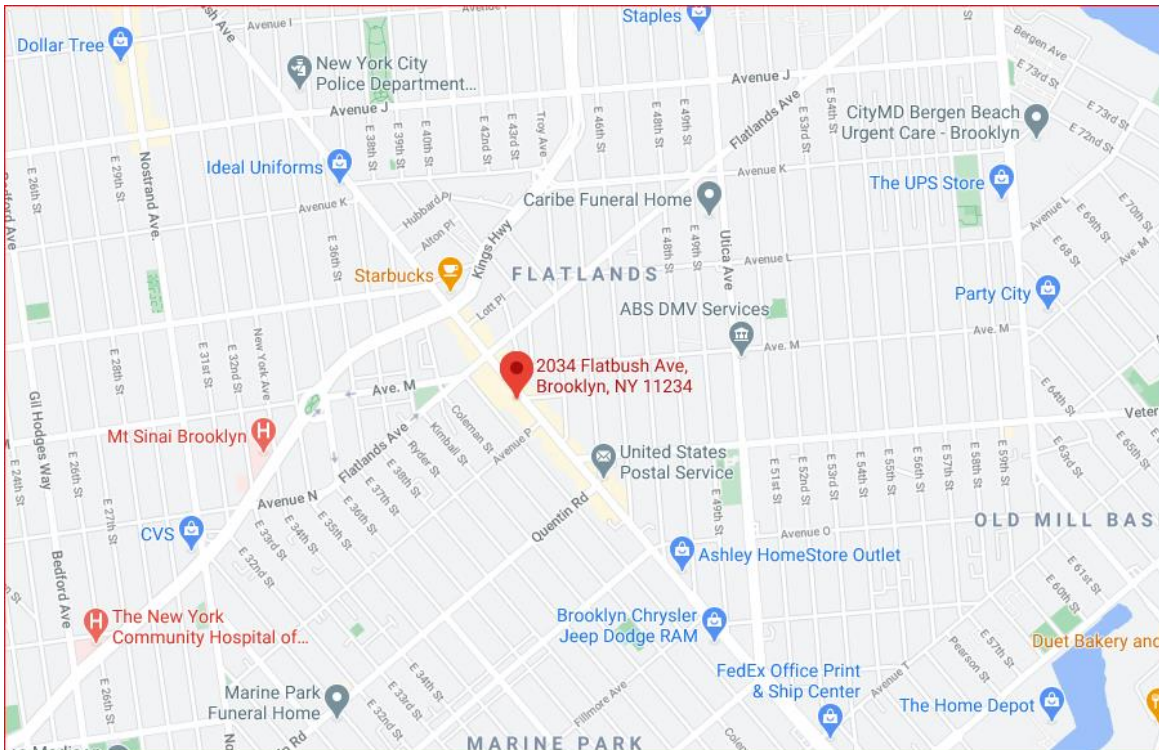 Avenue I
Staples
Dollar Tree
New York City
Police Department...
Avenue J
Avenue J
Bergen Ave
E 73rd St
E 73rd St
E 72nd St
CityMD Bergen Beach
Urgent Care - Brooklyn
Flatlands Ave
E 38th St
E 39th St
E 40th St
E 42nd St
E 43rd St
Troy Ave
E 46th St
E 48th St
E 49th St
E 53rd St
E 54th St
Nostrand Ave.
E 29th St
E 26th St
Bedford Ave
Ideal Uniforms
Avenue K
Avenue K
Hubbard Pl
Alton Pl
Kings Hwy
Caribe Funeral Home
The UPS Store
Avenue L
E 70th St
E 69th St
E 68 St
Ave. M
E 36th St
Starbucks
FLATLANDS
E 48th St
E 49th St
Utica Ave
Avenue L
Party City
Lott Pl
ABS DMV Services
Ave. M
New York Ave
E 32nd St
E 31st St
E 28th St
2034 Flatbush Ave,
Brooklyn, NY 11234
Ave. M
Gil Hodges Way
Mt Sinai Brooklyn
Coleman St
Kimball St
Ryder St
E 38th St
E 37th St
E 36th St
E 35th St
E 34th St
E 33rd St
E 32nd St
Avenue P
Flatlands Ave
Avenue N
United States
Postal Service
Quentin Rd
E 64th St
E 65th St
E 63rd St
E 24th St
E 26th St
E 27th St
E 49th St
E 51st St
E 52nd St
E 53rd St
E 54th St
E 55th St
E 56th St
E 57th St
E 58th St
E 59th St
OLD MILL BAS
CVS
Avenue O
Ashley HomeStore Outlet
E 61st St
E 60th St
Bedford Ave
The New York
Community Hospital of...
Brooklyn Chrysler
Jeep Dodge RAM
E 57th St
Pearson St
Duet Bakery and
FedEx Office Print
& Ship Center
Avenue T
The Home Depot
E 26th St
Marine Park
Funeral Home
E 34th St
E 33rd St
E 32nd St
Quentin Rd
Fillmore Ave
MARINE PARK